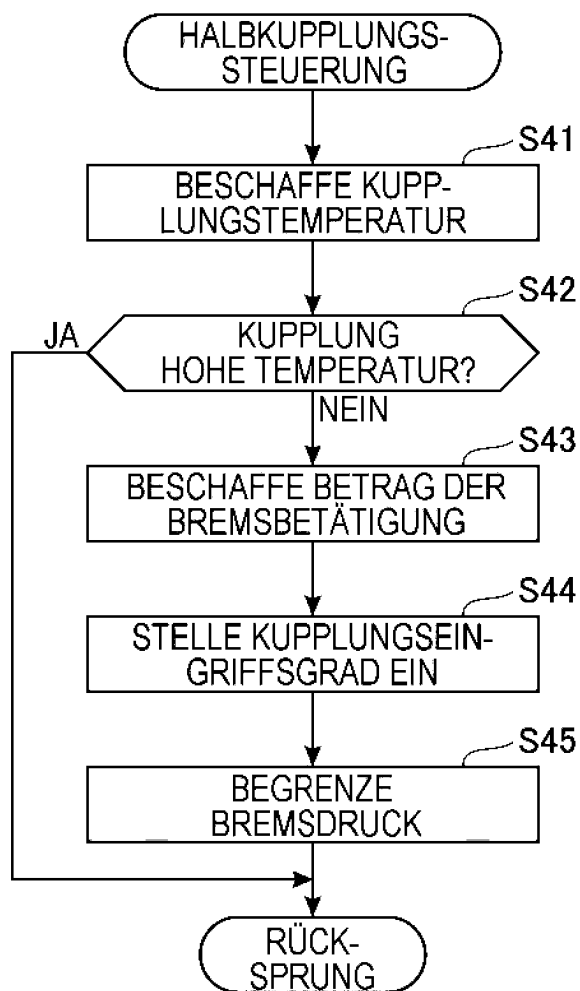 HALBKUPPLUNGS-
STEUERUNG
S41
BESCHAFFE KUPP-
LUNGSTEMPERATUR
S42
JA
KUPPLUNG
HOHE TEMPERATUR?
NEIN
S43
BESCHAFFE BETRAG DER
BREMSBETÄTIGUNG
S44
STELLE KUPPLUNGSEIN-
GRIFFSGRAD EIN
S45
BEGRENZE
BREMSDRUCK
RÜCK-
SPRUNG